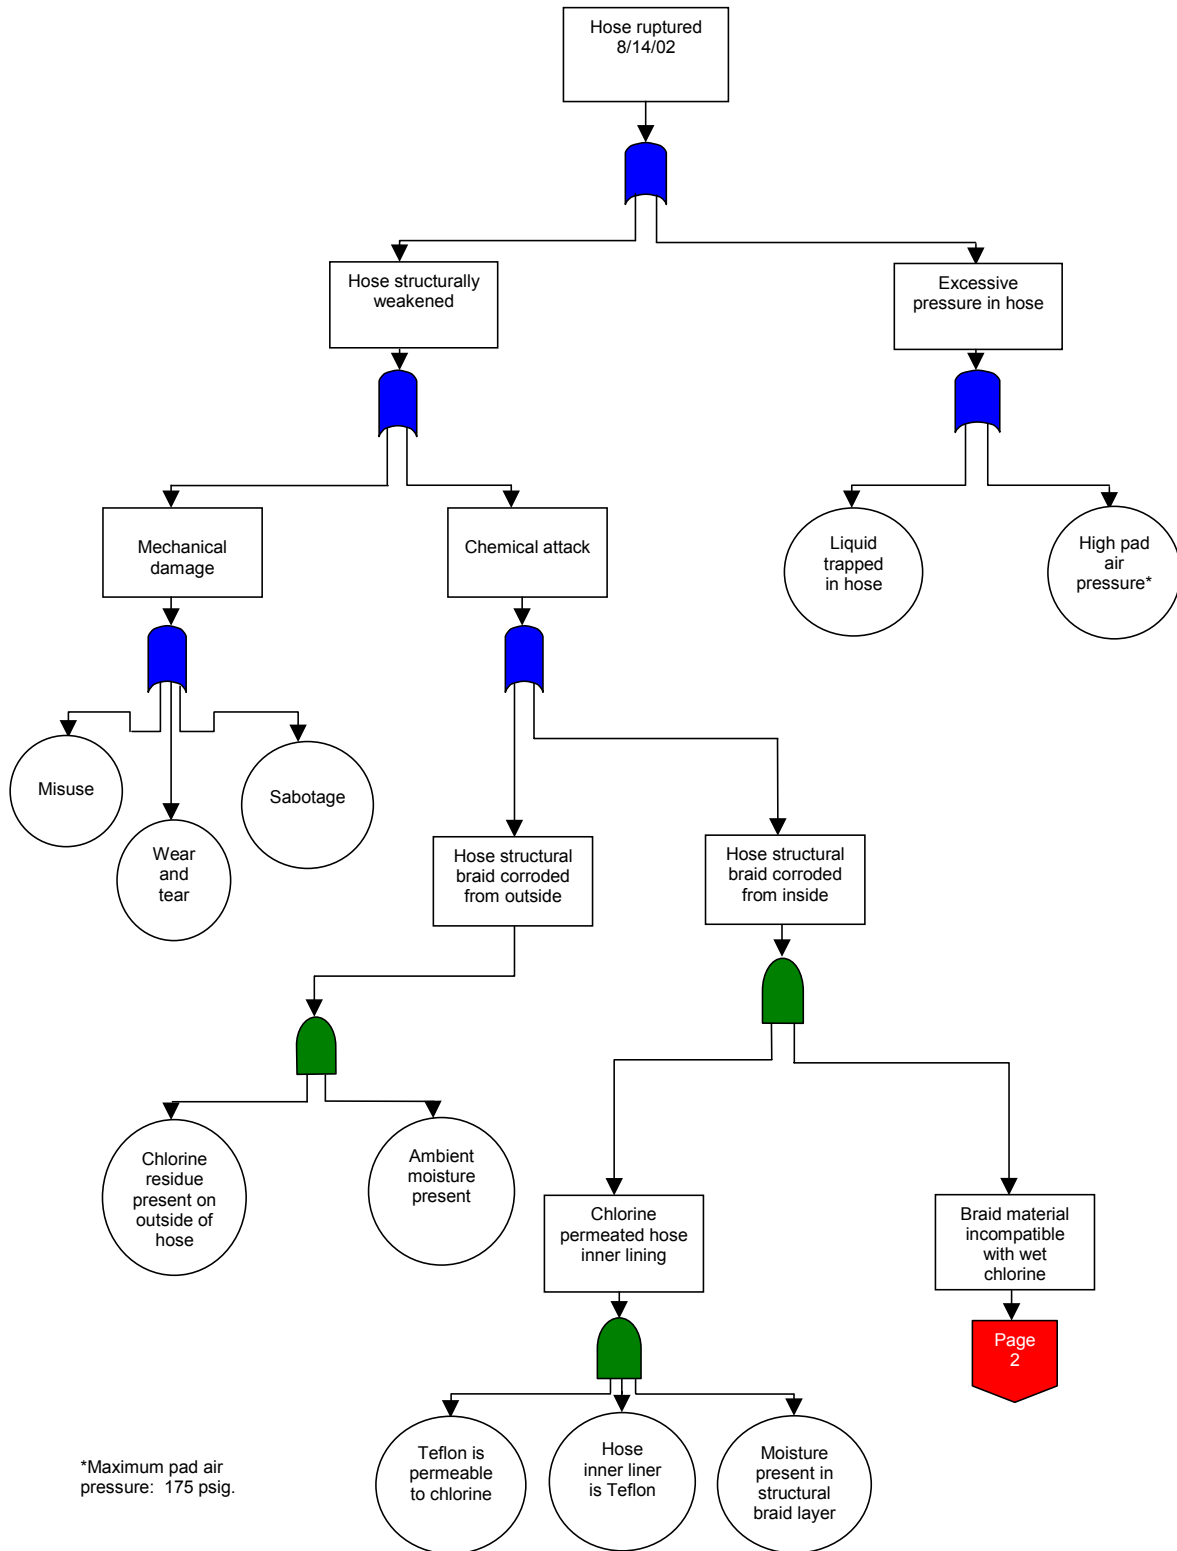 Hose ruptured
8/14/02
Hose structurally
weakened
Excessive
pressure in hose
Mechanical
damage
Chemical attack
Liquid
trapped
in hose
High pad
air
pressure*
Misuse
Wear
and
tear
Sabotage
Hose structural
braid corroded
from outside
Hose structural
braid corroded
from inside
Chlorine
residue
present on
outside of
hose
Ambient
moisture
present
Chlorine
permeated hose
inner lining
Braid material
incompatible
with wet
chlorine
Page
2
Teflon is
permeable
to chlorine
Hose
inner liner
is Teflon
Moisture
present in
structural
braid layer
*Maximum pad air
pressure: 175 psig.